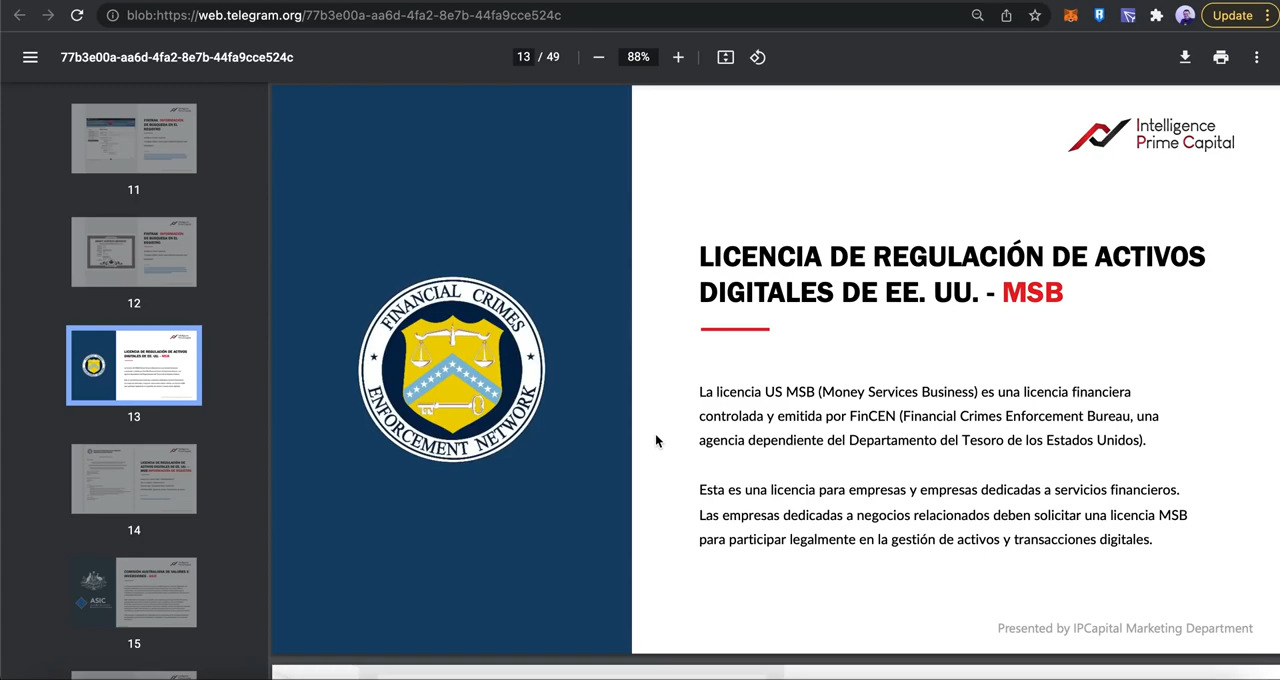 blob:https://web.telegram.org/77b3e00a-aa6d-4fa2-8e7b-44fa9cce524c
Update
77b3e00a-aa6d-4fa2-8e7b-44fa9cce524c
13 / 49
88%
11
12
13
14
ASIC
15
FINANCIAL CRIMES
ENFORCEMENT NETWORK
Intelligence
Prime Capital
LICENCIA DE REGULACIÓN DE ACTIVOS
DIGITALES DE EE. UU. - MSB
La licencia US MSB (Money Services Business) es una licencia financiera
controlada y emitida por FinCEN (Financial Crimes Enforcement Bureau, una
agencia dependiente del Departamento del Tesoro de los Estados Unidos).
Esta es una licencia para empresas y empresas dedicadas a servicios financieros.
Las empresas dedicadas a negocios relacionados deben solicitar una licencia MSB
para participar legalmente en la gestión de activos y transacciones digitales.
Presented by IPCapital Marketing Department